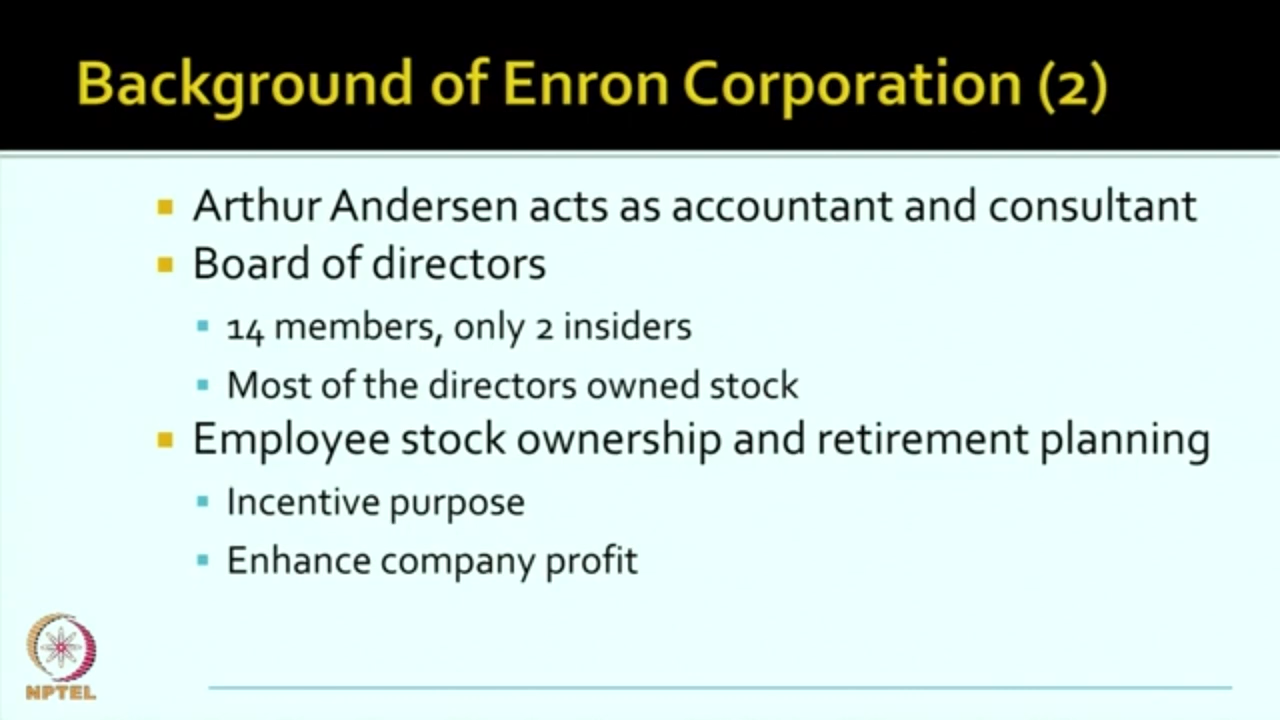 Background of Enron Corporation (2)
Arthur Andersen acts as accountant and consultant
Board of directors
14 members, only 2 insiders
Most of the directors owned stock
Employee stock ownership and retirement planning
Incentive purpose
Enhance company profit
NPTEL